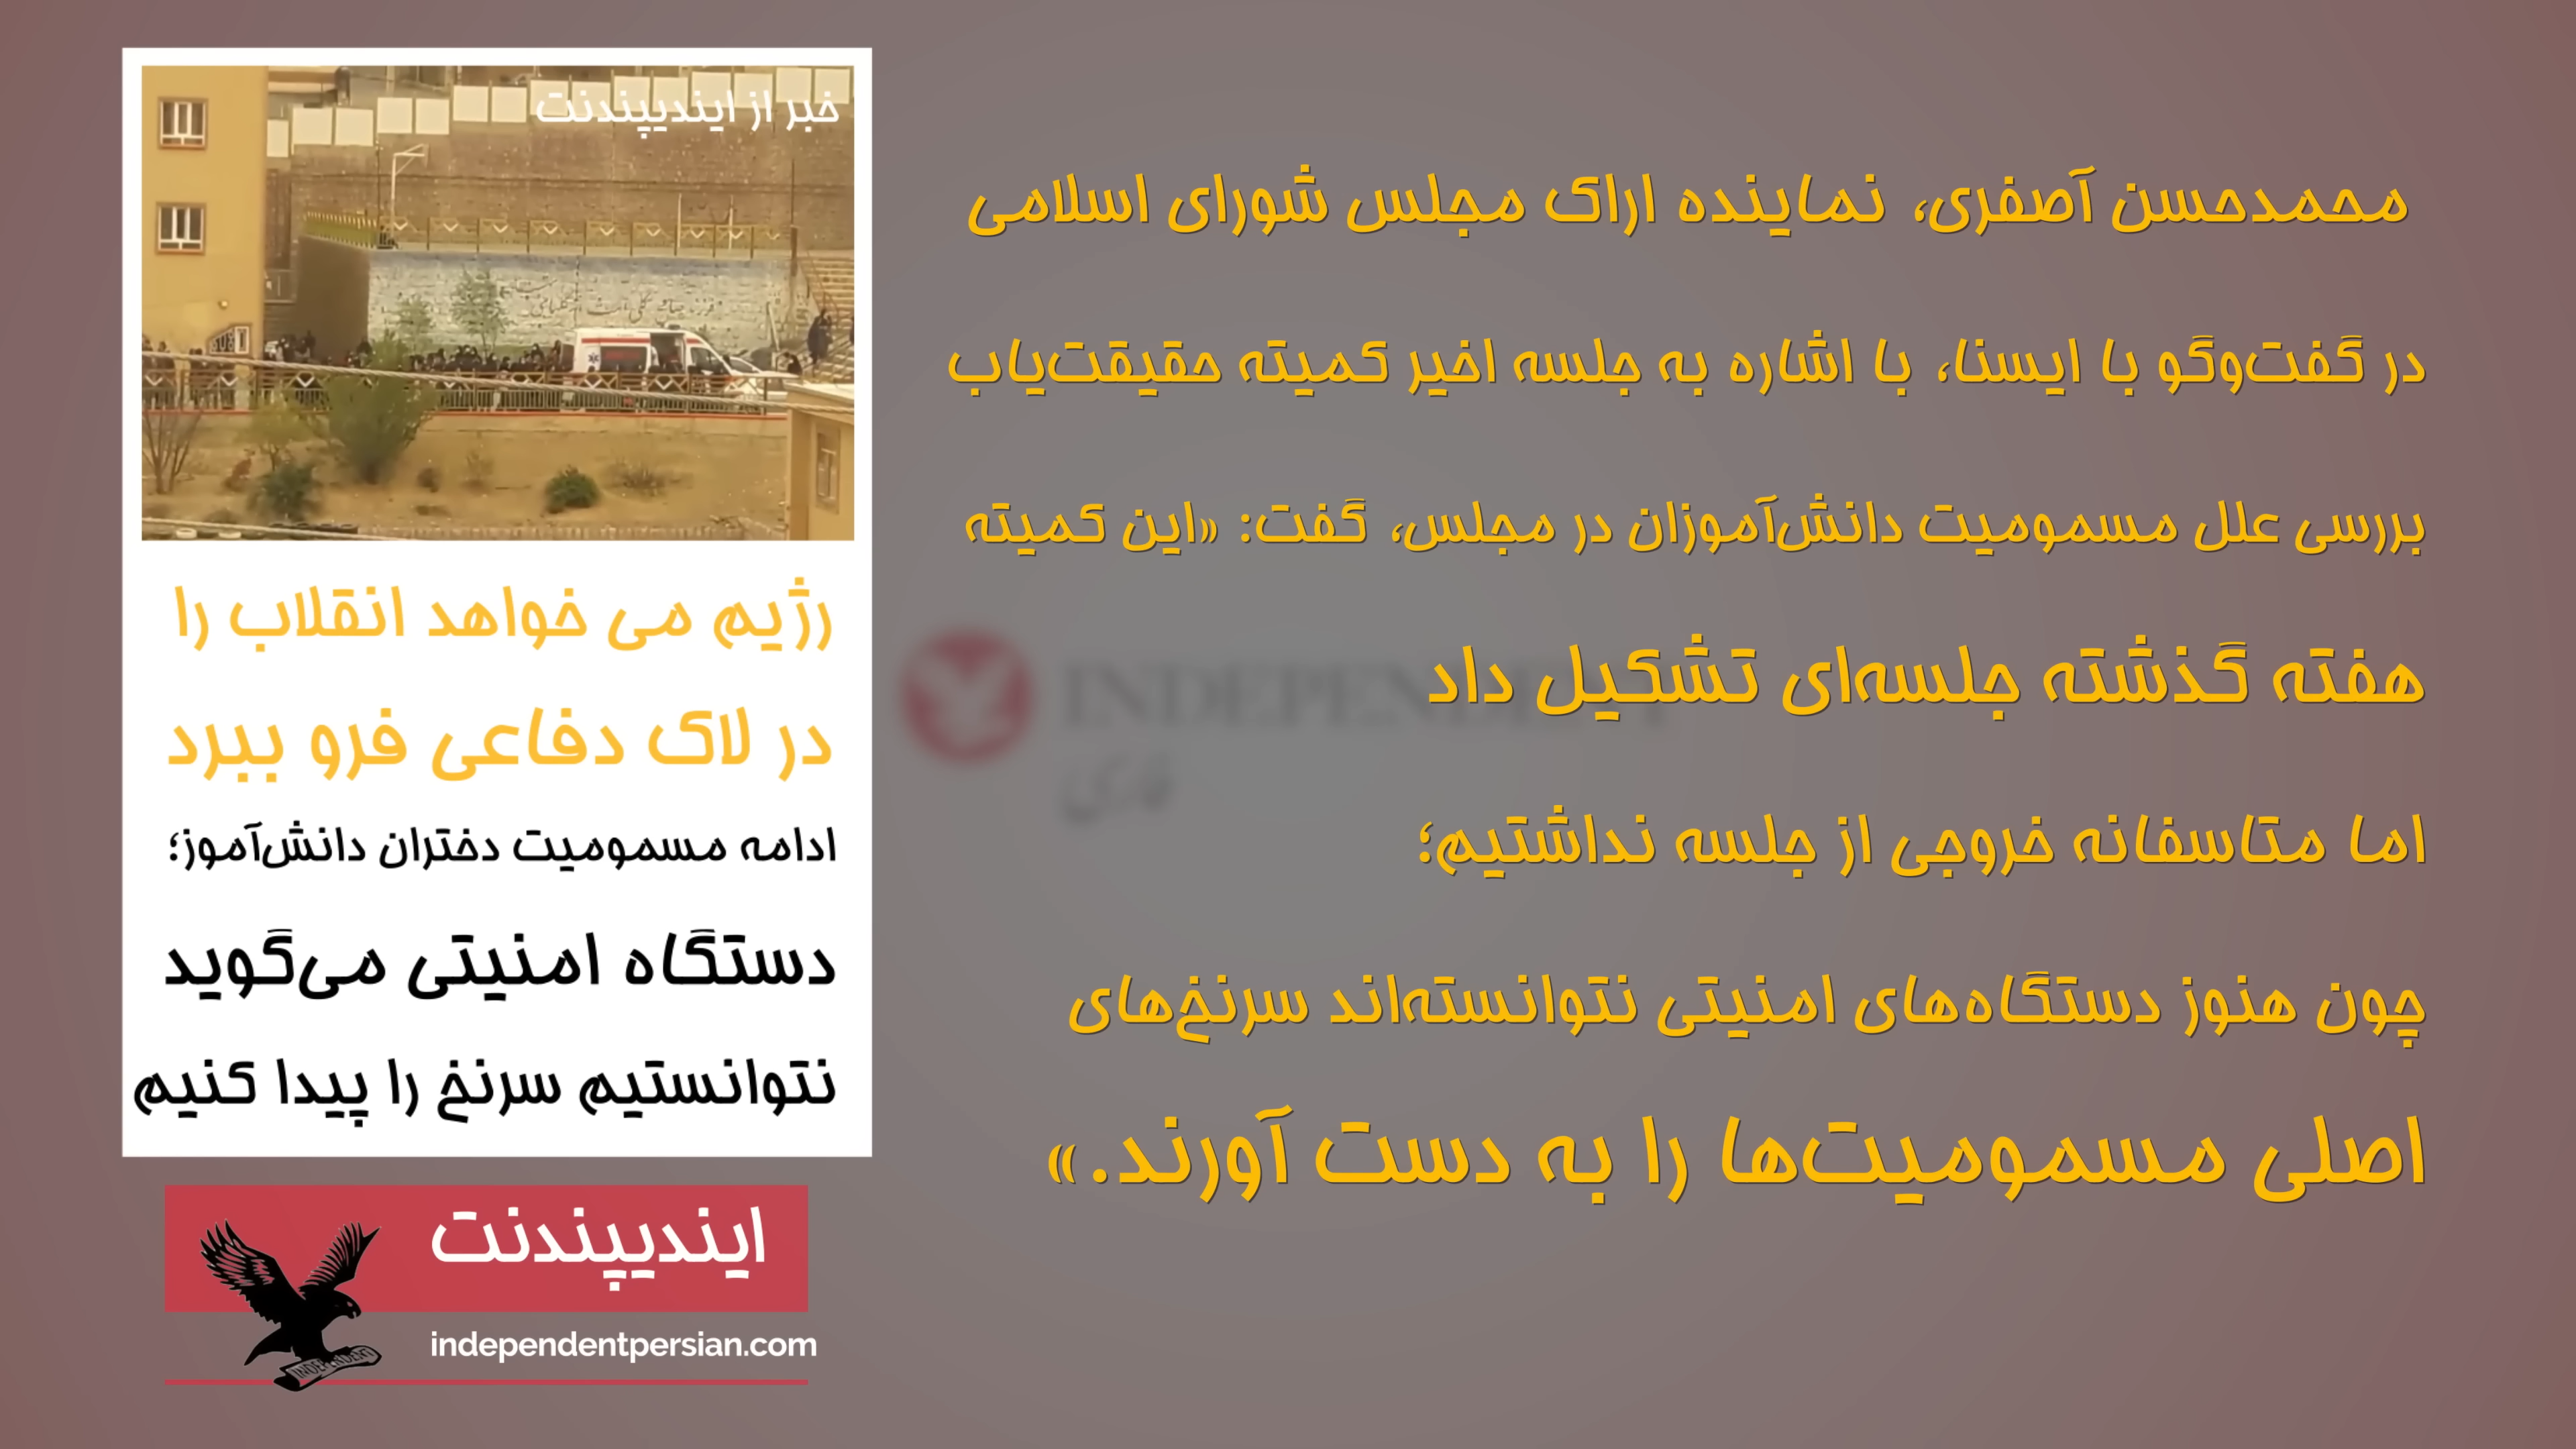 محمدحسن آصفری، نماینده اراک مجلس شورای اسلامی
در گفت‌وگو با ایسنا، با اشاره به جلسه اخیر کمیته حقیقت‌یاب
بررسی علل مسمومیت دانش‌آموزان در مجلس، گفت: «این کمیته
هفته گذشته جلسه‌ای تشکیل داد
اما متاسفانه خروجی از جلسه نداشتیم؛
چون هنوز دستگاه‌های امنیتی نتوانسته‌اند سرنخ‌های
اصلی مسمومیت‌ها را به دست آورند.»
خبر از ایندیپندنت
رژیم می خواهد انقلاب را
در لاک دفاعی فرو ببرد
ادامه مسمومیت دختران دانش‌آموز؛
دستگاه امنیتی می‌گوید
نتوانستیم سرنخ را پیدا کنیم
ایندیپندنت
independentpersian.com
INDEPENDENT
INDEPENDENT
فارسی